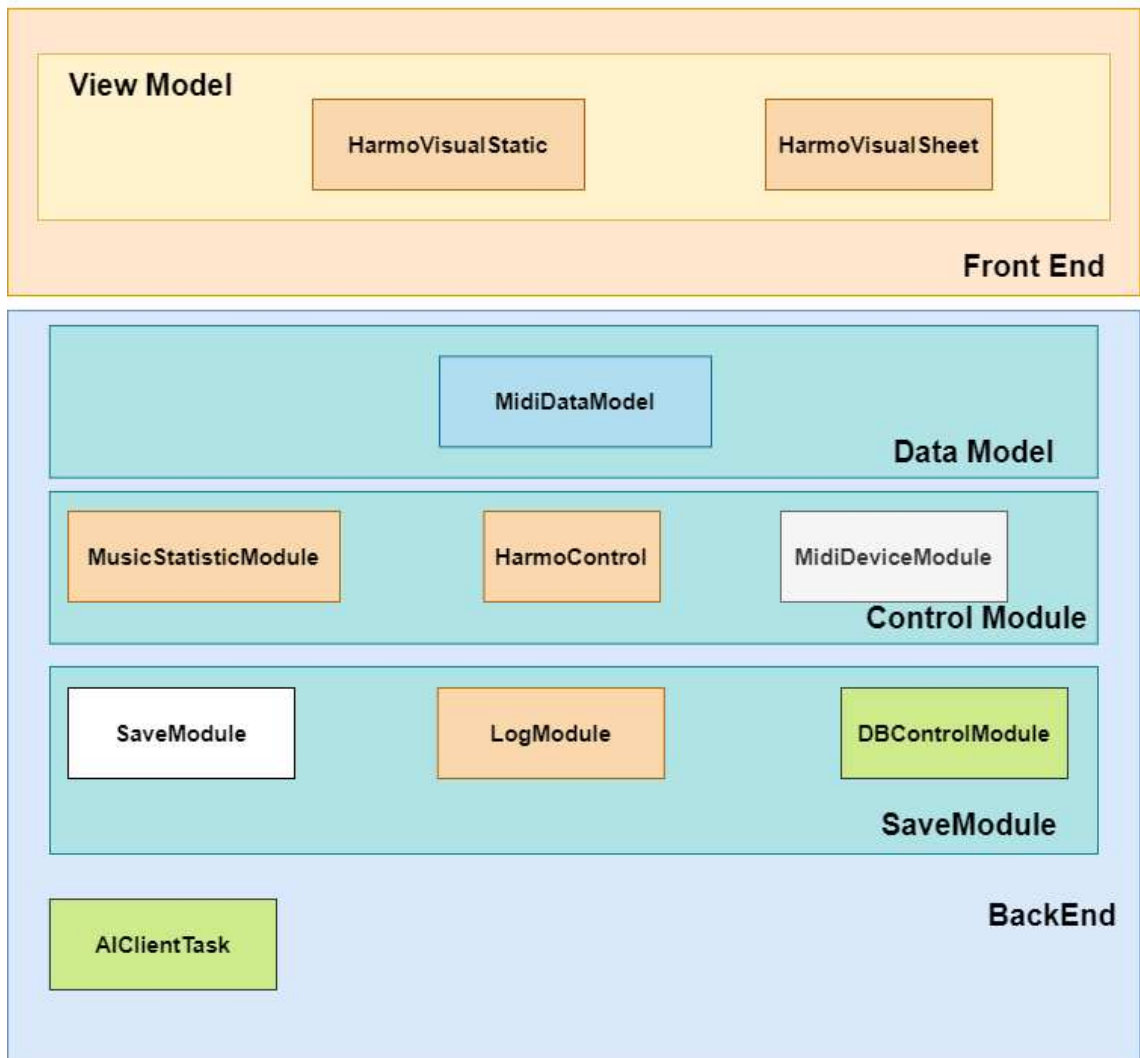 View Model
HarmoVisualStatic
HarmoVisualSheet
Front End
MidiDataModel
Data Model
MusicStatisticModule
HarmoControl
MidiDeviceModule
Control Module
SaveModule
LogModule
DBControlModule
SaveModule
BackEnd
AIClientTask